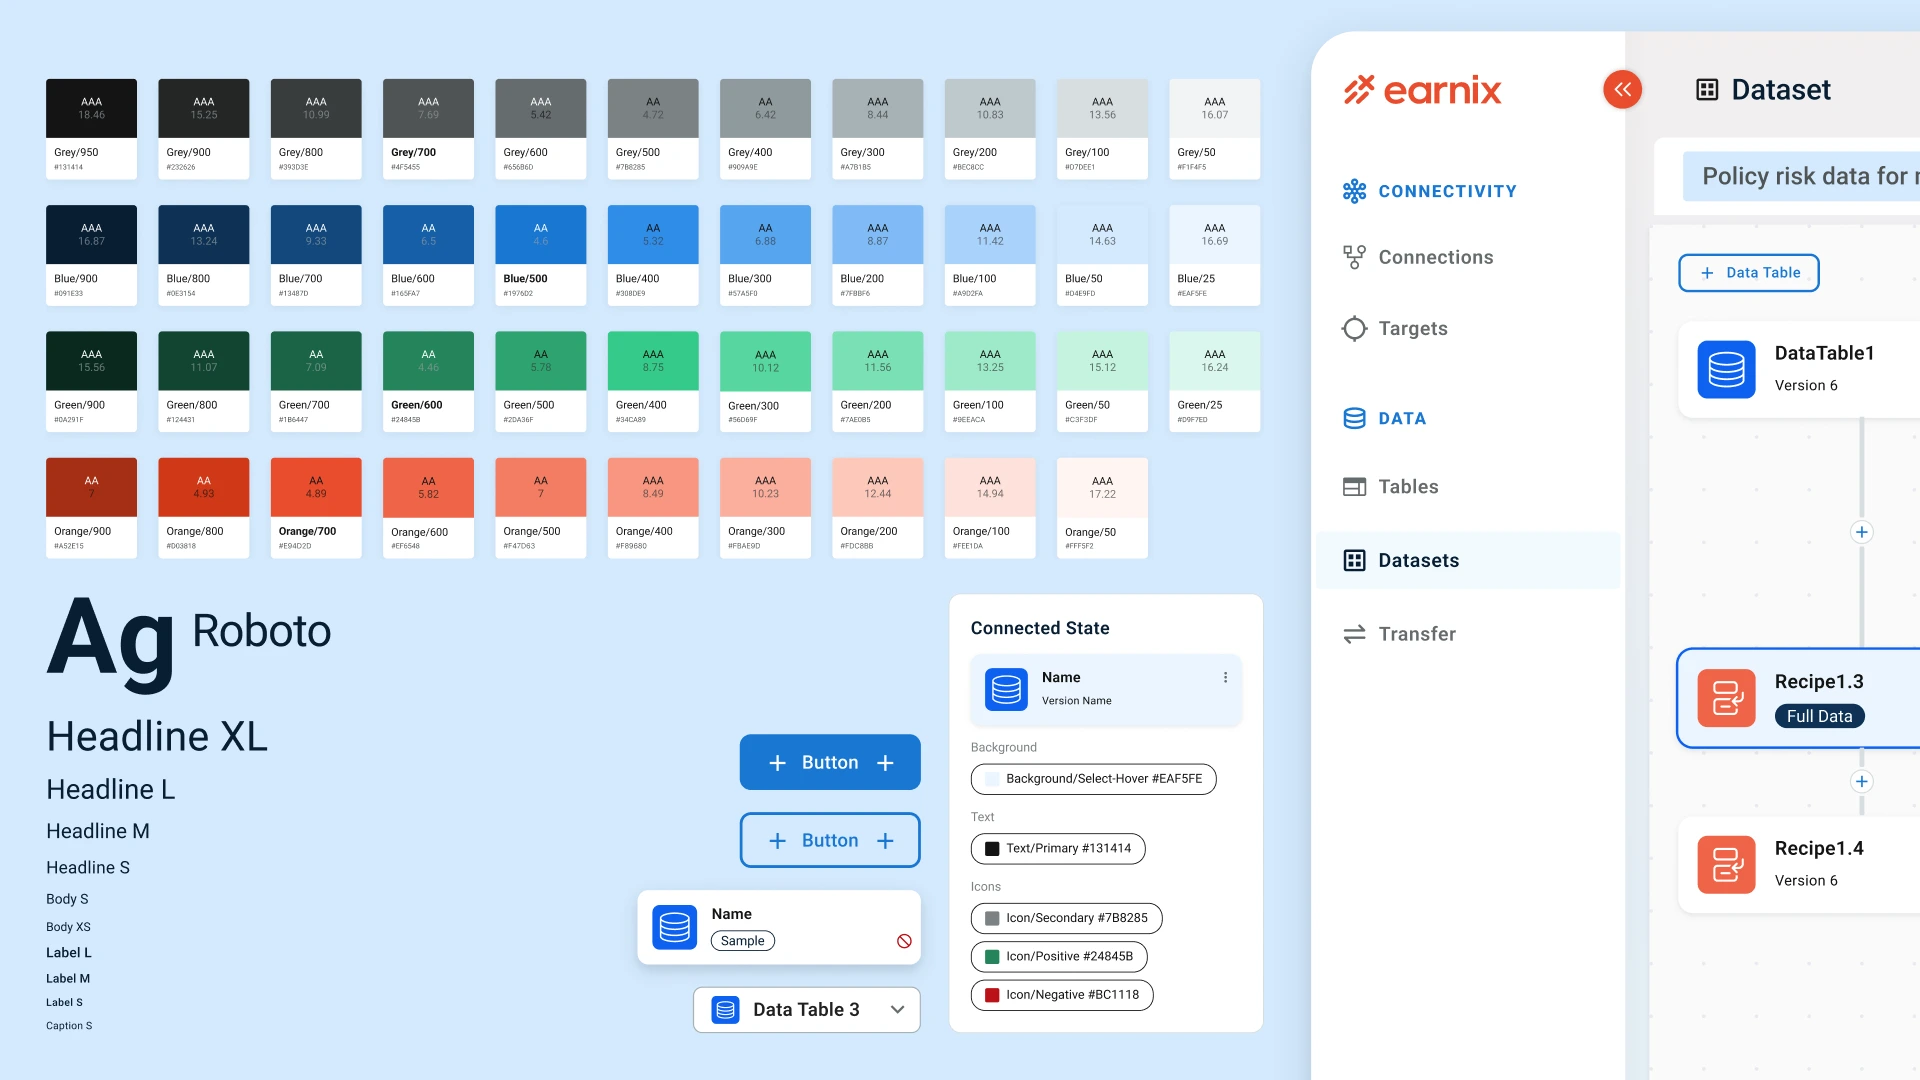 AAA AAA AAA AAA AAA AA AA AAA AAA AAA AAA
18.46 15.25 10.99 7.69 5.42 4.72 6.42 8.44 10.83 13.56 16.07
Grey/950 Grey/900 Grey/800 Grey/700 Grey/600 Grey/500 Grey/400 Grey/300 Grey/200 Grey/100 Grey/50
#131414 #232626 #393D3E #4F5455 #656B6D #7B8285 #909A9E #A7B1B5 #BEC8CC #D7DEE1 #F1F4F5
AAA AAA AAA AA AA AA AA AAA AAA AAA AAA
16.87 13.24 9.33 6.5 4.6 5.32 6.88 8.87 11.42 14.63 16.69
Blue/900 Blue/800 Blue/700 Blue/600 Blue/500 Blue/400 Blue/300 Blue/200 Blue/100 Blue/50 Blue/25
#091E33 #0E3154 #13487D #165FA7 #1976D2 #308DE9 #57A5F0 #7FBBF6 #A9D2FA #D4E9FD #EAF5FE
AAA AAA AA AA AA AAA AAA AAA AAA AAA AAA
15.56 11.07 7.09 4.46 5.78 8.75 10.12 11.56 13.25 15.12 16.24
Green/900 Green/800 Green/700 Green/600 Green/500 Green/400 Green/300 Green/200 Green/100 Green/50 Green/25
#0A291F #124431 #1B6447 #24845B #2DA36F #34CA89 #56D69F #7AE0B5 #9EEACA #C3F3DF #D9F7ED
AA AA AA AA AA AAA AAA AAA AAA AAA
7 4.93 4.89 5.82 7 8.49 10.23 12.44 14.94 17.22
Orange/900 Orange/800 Orange/700 Orange/600 Orange/500 Orange/400 Orange/300 Orange/200 Orange/100 Orange/50
#A52E15 #D03818 #E94D2D #EF6548 #F47D63 #F89680 #FBAE9D #FDC8BB #FEE1DA #FFF5F2
Ag Roboto
Headline XL
Headline L
Headline M
Headline S
Body S
Body XS
Label L
Label M
Label S
Caption S
Button
Button
Name
Sample
Data Table 3
Connected State
Name
Version Name
Background
Background/Select-Hover #EAF5FE
Text
Text/Primary #131414
Icons
Icon/Secondary #7B8285
Icon/Positive #24845B
Icon/Negative #BC1118
earnix
CONNECTIVITY
Connections
Targets
DATA
Tables
Datasets
Transfer
Dataset
Policy risk data for
Data Table
DataTable1
Version 6
Recipe1.3
Full Data
Recipe1.4
Version 6